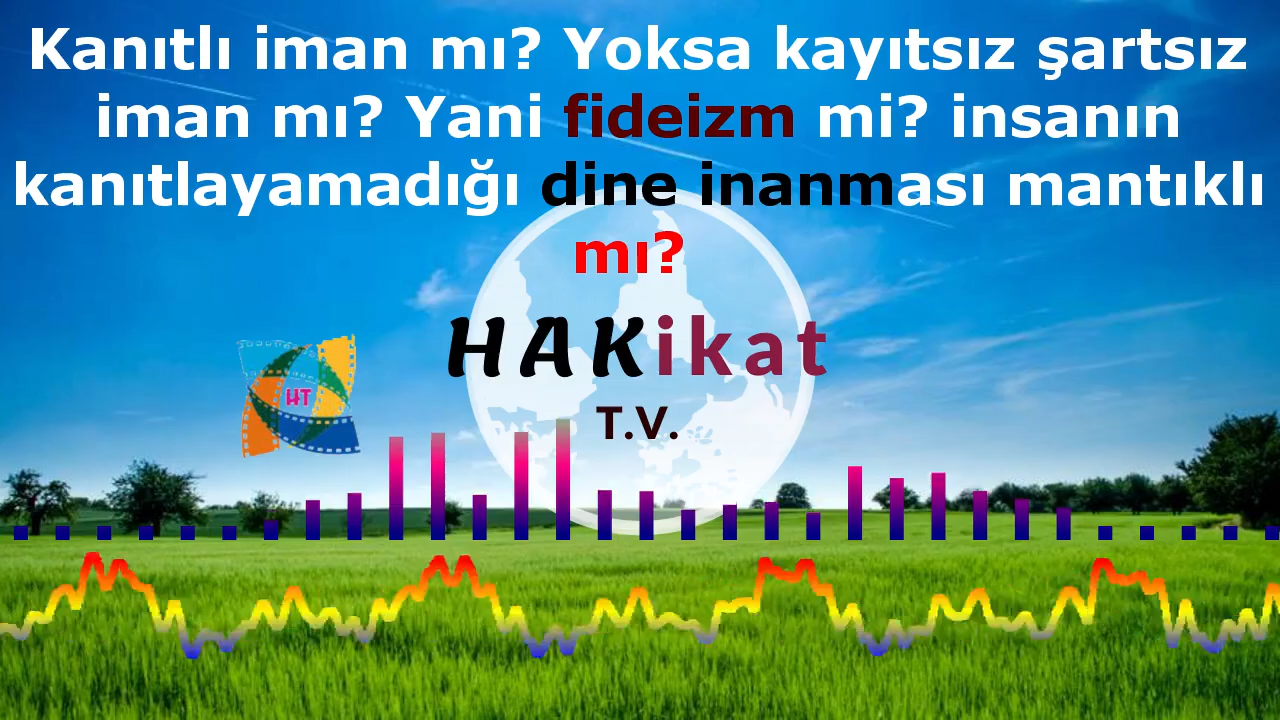 Kanıtlı iman mı? Yoksa kayıtsız şartsız
iman mı? Yani fideizm mi? insanın
kanıtlayamadığı dine inanması mantıklı
mı?
HAKikat
HT
T.V.